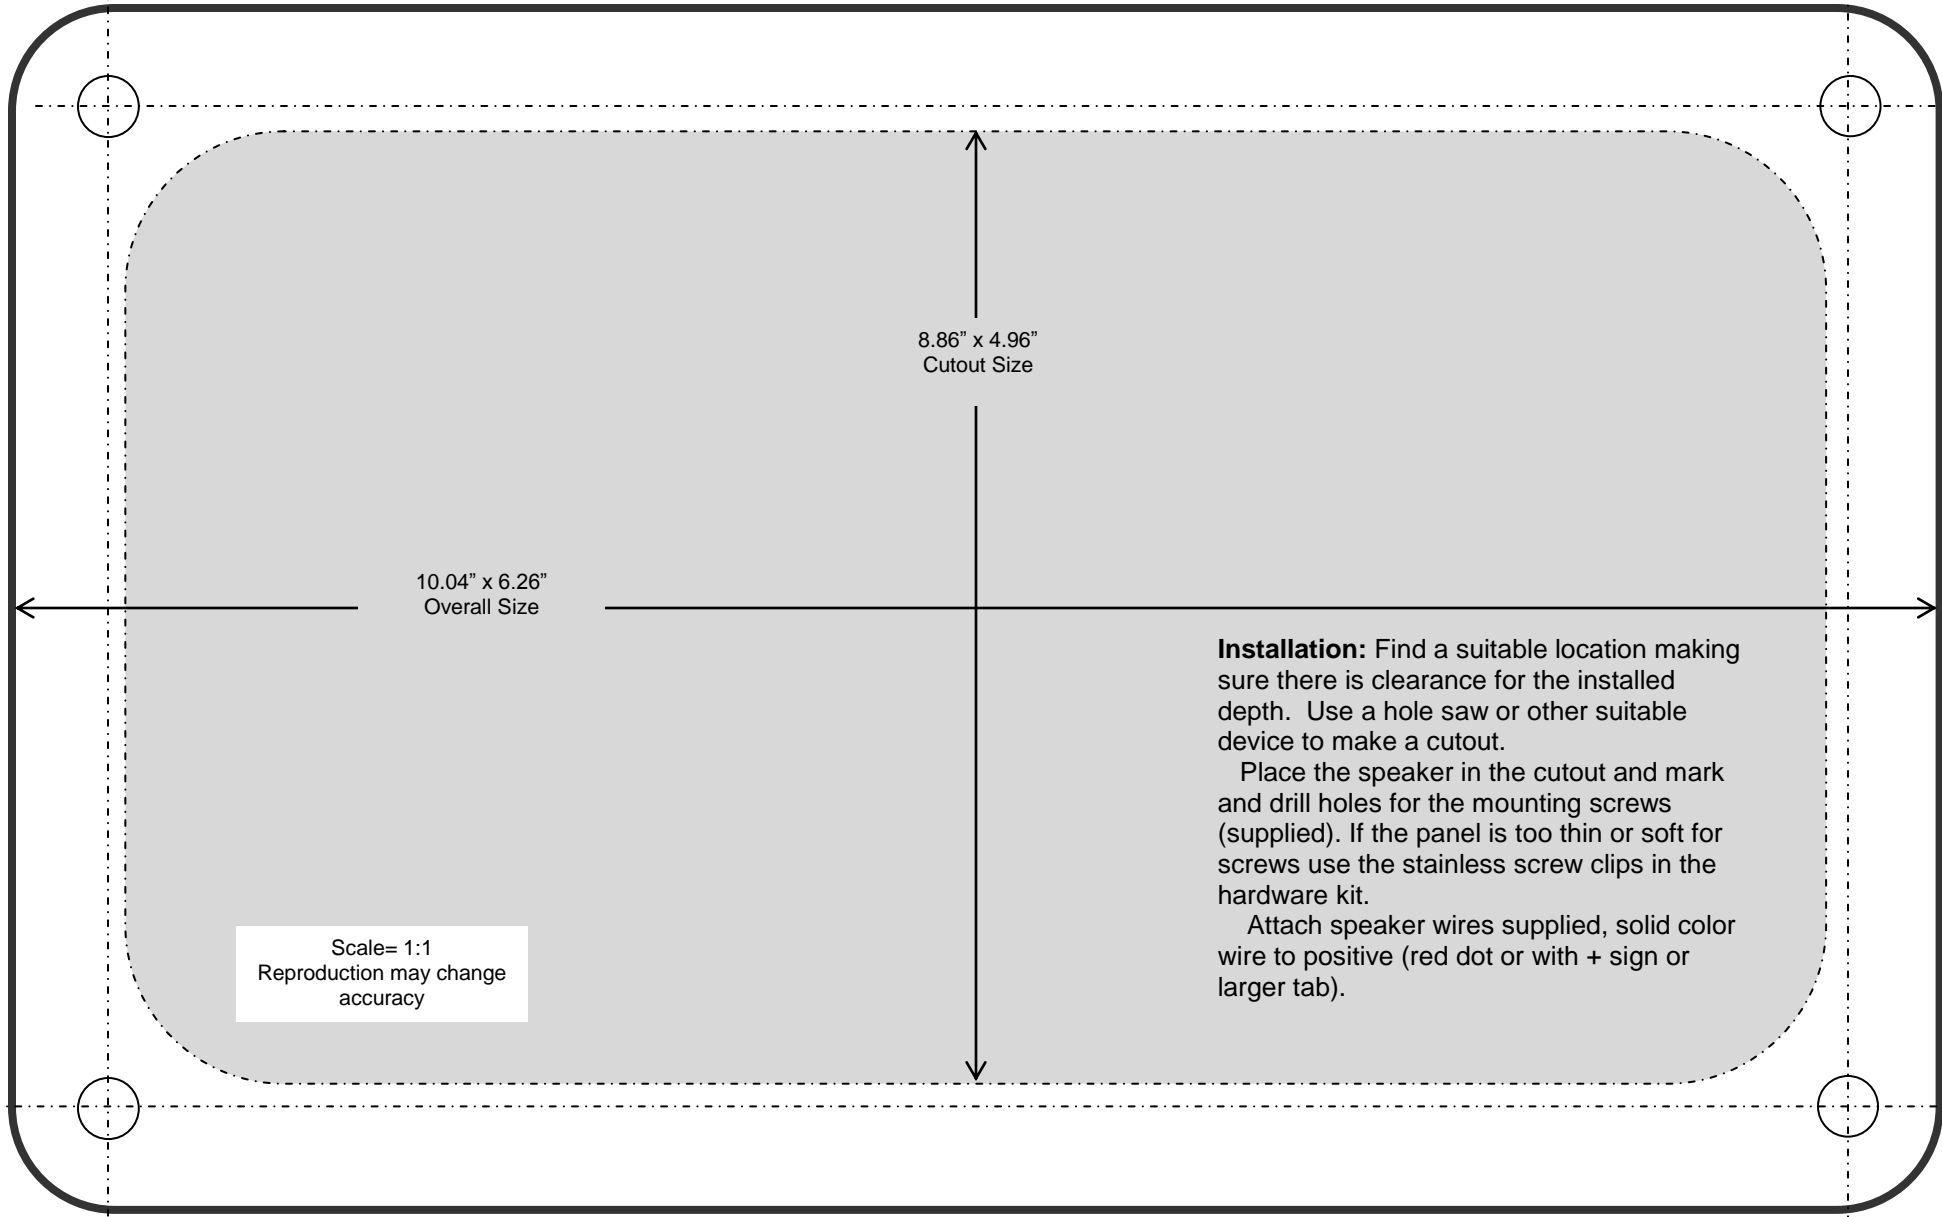 8.86” x 4.96”
Cutout Size
10.04” x 6.26”
Overall Size
Installation: Find a suitable location making
sure there is clearance for the installed
depth.  Use a hole saw or other suitable
device to make a cutout.
Place the speaker in the cutout and mark
and drill holes for the mounting screws
(supplied). If the panel is too thin or soft for
screws use the stainless screw clips in the
hardware kit.
Attach speaker wires supplied, solid color
wire to positive (red dot or with + sign or
larger tab).
Scale= 1:1
Reproduction may change
accuracy